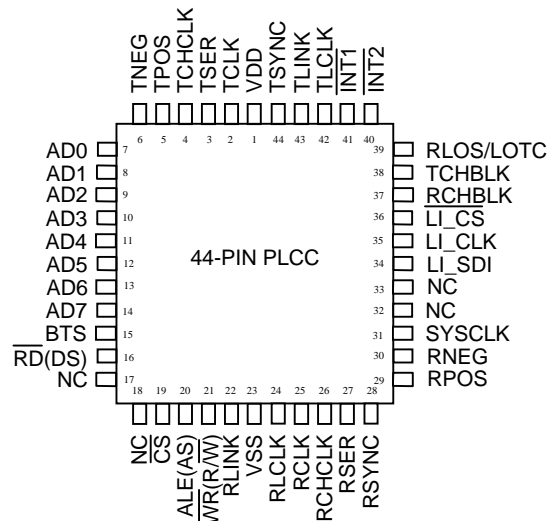 TNEG TPOS TCHCLK TSER TCLK VDD TSYNC TLINK TLCLK INT1 INT2
6 5 4 3 2 1 44 43 42 41 40
AD0 7 39 RLOS/LOTC
AD1 8 38 TCHBLK
AD2 9 37 RCHBLK
AD3 10 36 LI_CS
AD4 11 35 LI_CLK
AD5 12 34 LI_SDI
44-PIN PLCC
AD6 13 33 NC
AD7 14 32 NC
BTS 15 31 SYSCLK
RD(DS) 16 30 RNEG
NC 17 29 RPOS
18 19 20 21 22 23 24 25 26 27 28
NC CS ALE(AS) WR(R/W) RLINK VSS RLCLK RCLK RCHCLK RSER RSYNC